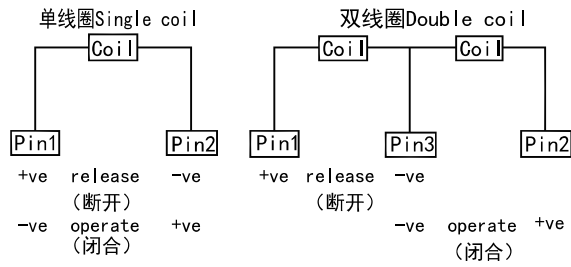 单线圈Single coil 双线圈Double coil
Coil Coil Coil
Pin1 Pin2 Pin1 Pin3 Pin2
+ve release -ve +ve release -ve
(断开) (断开)
-ve operate +ve -ve operate +ve
(闭合) (闭合)